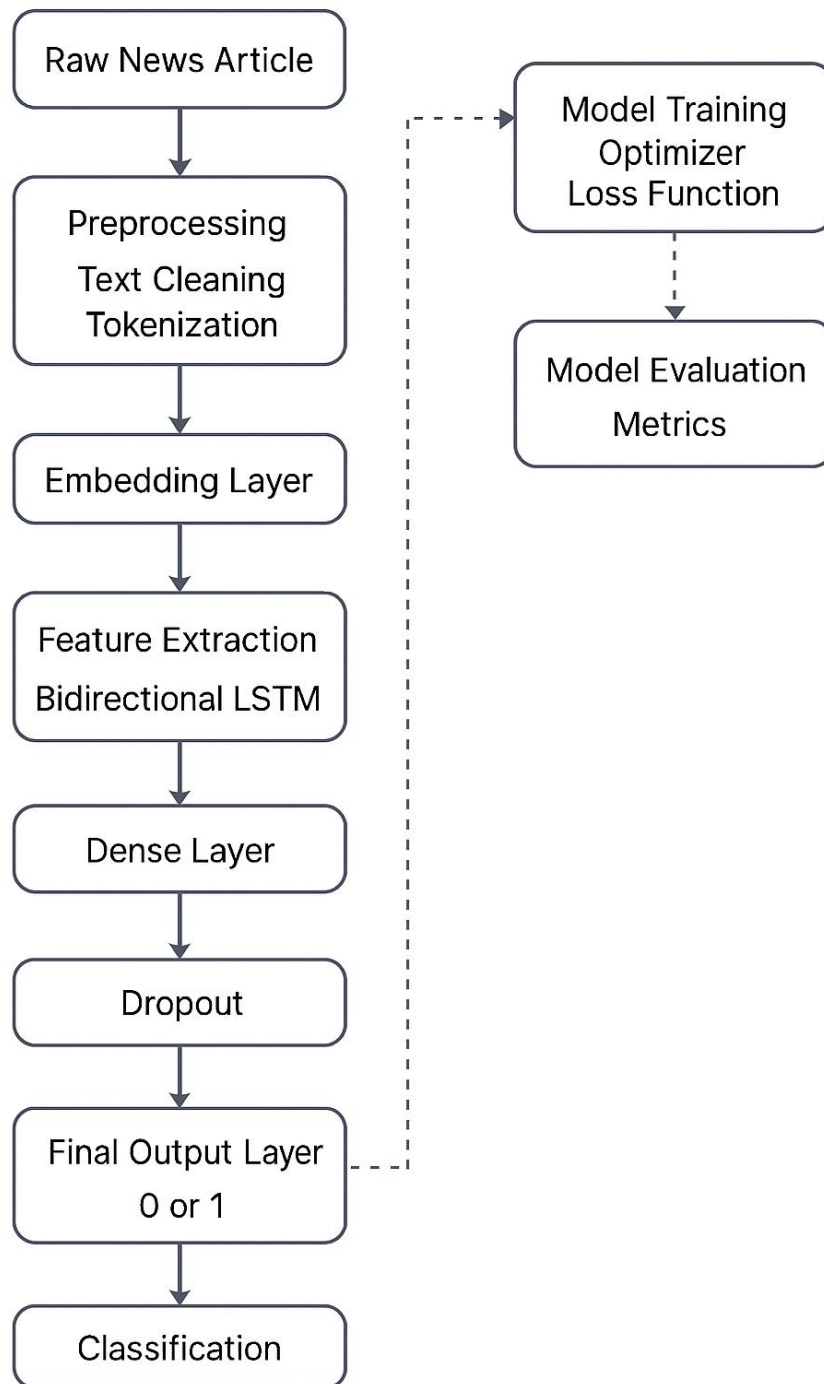 Raw News Article
Preprocessing
Text Cleaning
Tokenization
Embedding Layer
Feature Extraction
Bidirectional LSTM
Dense Layer
Dropout
Final Output Layer
0 or 1
Classification
Model Training
Optimizer
Loss Function
Model Evaluation
Metrics